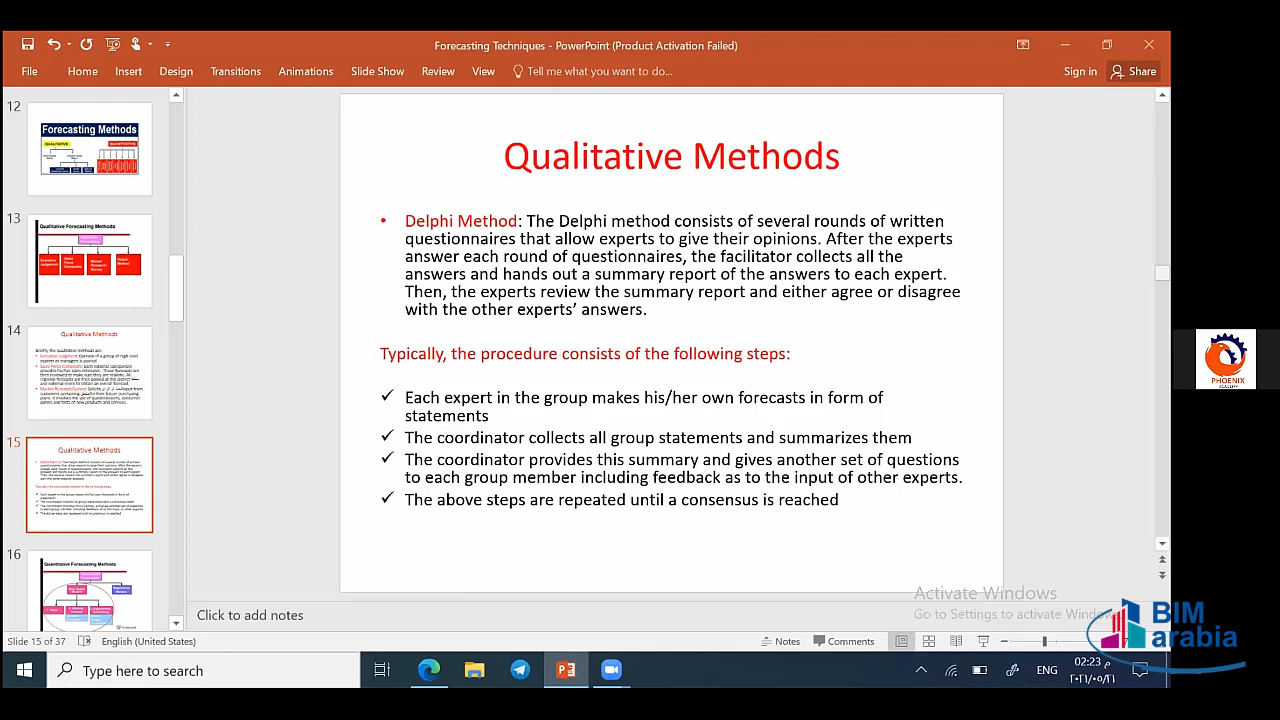 Forecasting Techniques - PowerPoint (Product Activation Failed)
File Home Insert Design Transitions Animations Slide Show Review View Tell me what you want to do... Sign in Share
12
Forecasting Methods
QUALITATIVE QUANTITATIVE
13
Qualitative Forecasting Methods
14
Qualitative Methods
15
Qualitative Methods
16
Quantitative Forecasting Methods
Qualitative Methods
• Delphi Method: The Delphi method consists of several rounds of written
questionnaires that allow experts to give their opinions. After the experts
answer each round of questionnaires, the facilitator collects all the
answers and hands out a summary report of the answers to each expert.
Then, the experts review the summary report and either agree or disagree
with the other experts’ answers.
Typically, the procedure consists of the following steps:
✓ Each expert in the group makes his/her own forecasts in form of
statements
✓ The coordinator collects all group statements and summarizes them
✓ The coordinator provides this summary and gives another set of questions
to each group member including feedback as to the input of other experts.
✓ The above steps are repeated until a consensus is reached
Click to add notes
Activate Windows
Go to Settings to activate Windows
PHOENIX
BIM
arabia
Slide 15 of 37 English (United States) Notes Comments
Type here to search
ENG
02:23 م
٢٠٢١/٠٥/٢١